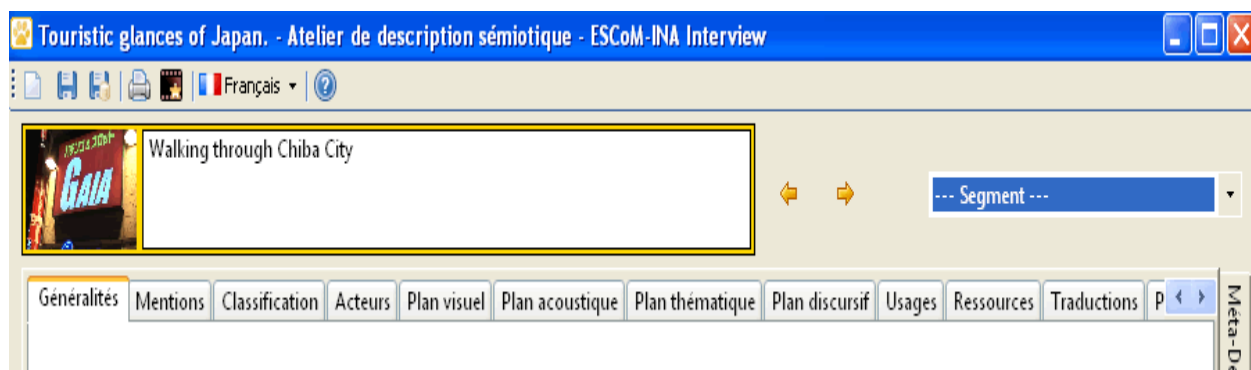 Touristic glances of Japan. - Atelier de description sémiotique - ESCoM-INA Interview
Français
Walking through Chiba City
GAIA
--- Segment ---
Généralités Mentions Classification Acteurs Plan visuel Plan acoustique Plan thématique Plan discursif Usages Ressources Traductions P
Méta-De